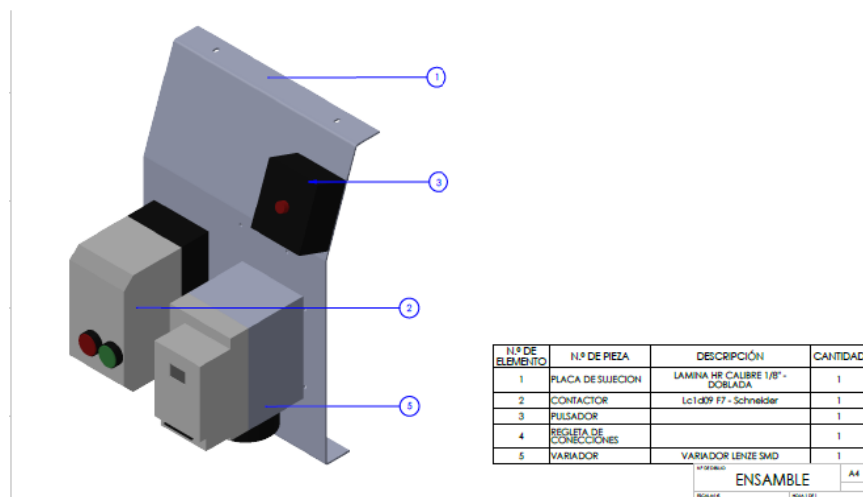 1
3
2
5
N.º DE ELEMENTO N.º DE PIEZA DESCRIPCIÓN CANTIDAD
1 PLACA DE SUJECION LAMINA HR CALIBRE 1/8" - DOBLADA 1
2 CONTACTOR Lc1d09 F7 - Schneider 1
3 PULSADOR 1
4 REGLETA DE CONECCIONES 1
5 VARIADOR VARIADOR LENZE SMD 1
N.º DE DIBUJO
ENSAMBLE A4